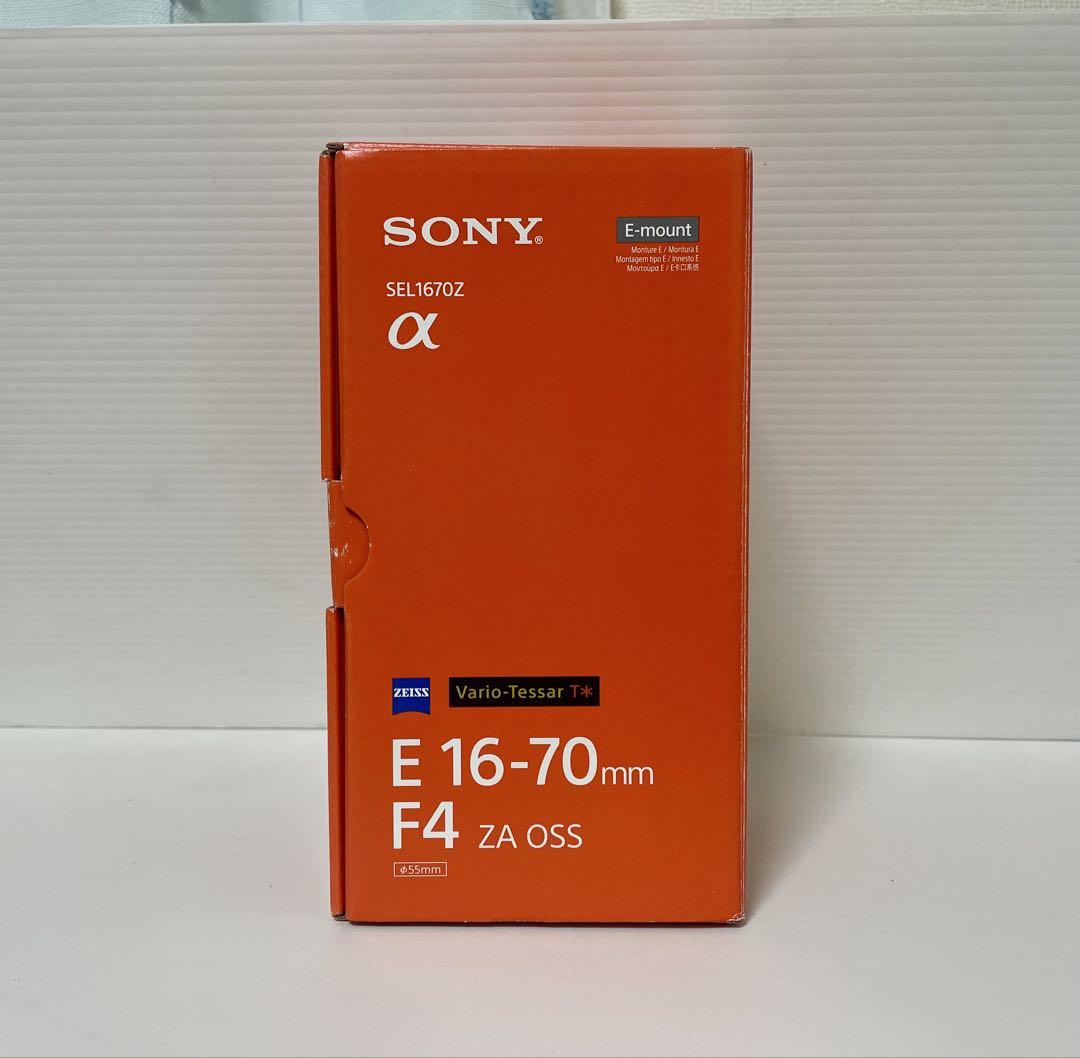 SONY®
E-mount
Monture E / Montura E
Montagem tipo E / Innesto E
Μοντούρα E / E卡口系统
SEL1670Z
α
ZEISS
Vario-Tessar T*
E 16-70mm
F4 ZA OSS
φ55mm